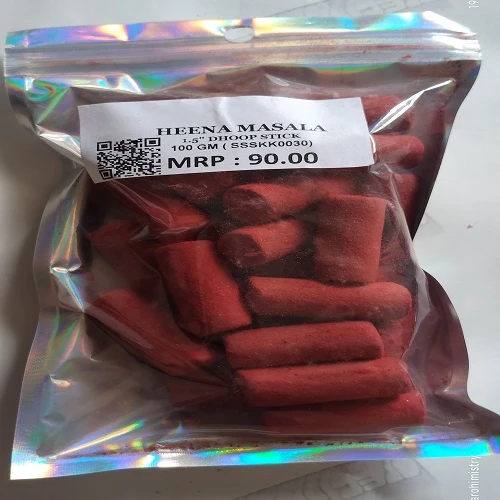 HEENA MASALA
1.5" DHOOP STICK
100 GM ( SSSKK0030)
MRP : 90.00